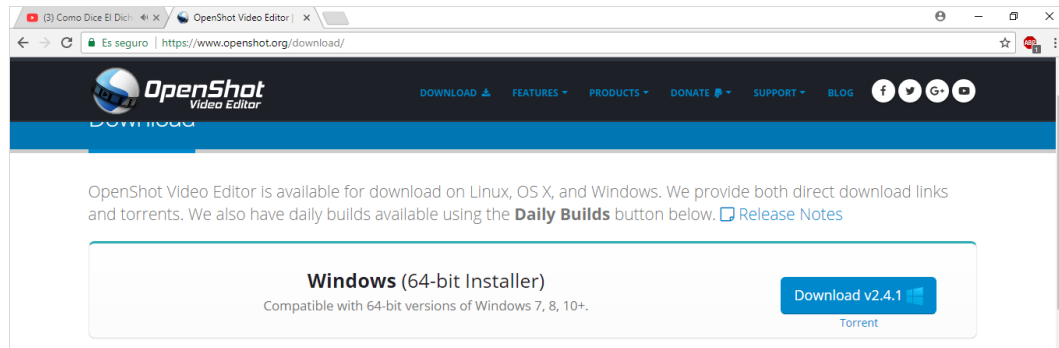 (3) Como Dice El Dich
OpenShot Video Editor |
Es seguro | https://www.openshot.org/download/
ABP
1
OpenShot
Video Editor
DOWNLOAD FEATURES PRODUCTS DONATE SUPPORT BLOG
Download
OpenShot Video Editor is available for download on Linux, OS X, and Windows. We provide both direct download links
and torrents. We also have daily builds available using the Daily Builds button below. Release Notes
Windows (64-bit Installer)
Compatible with 64-bit versions of Windows 7, 8, 10+.
Download v2.4.1
Torrent